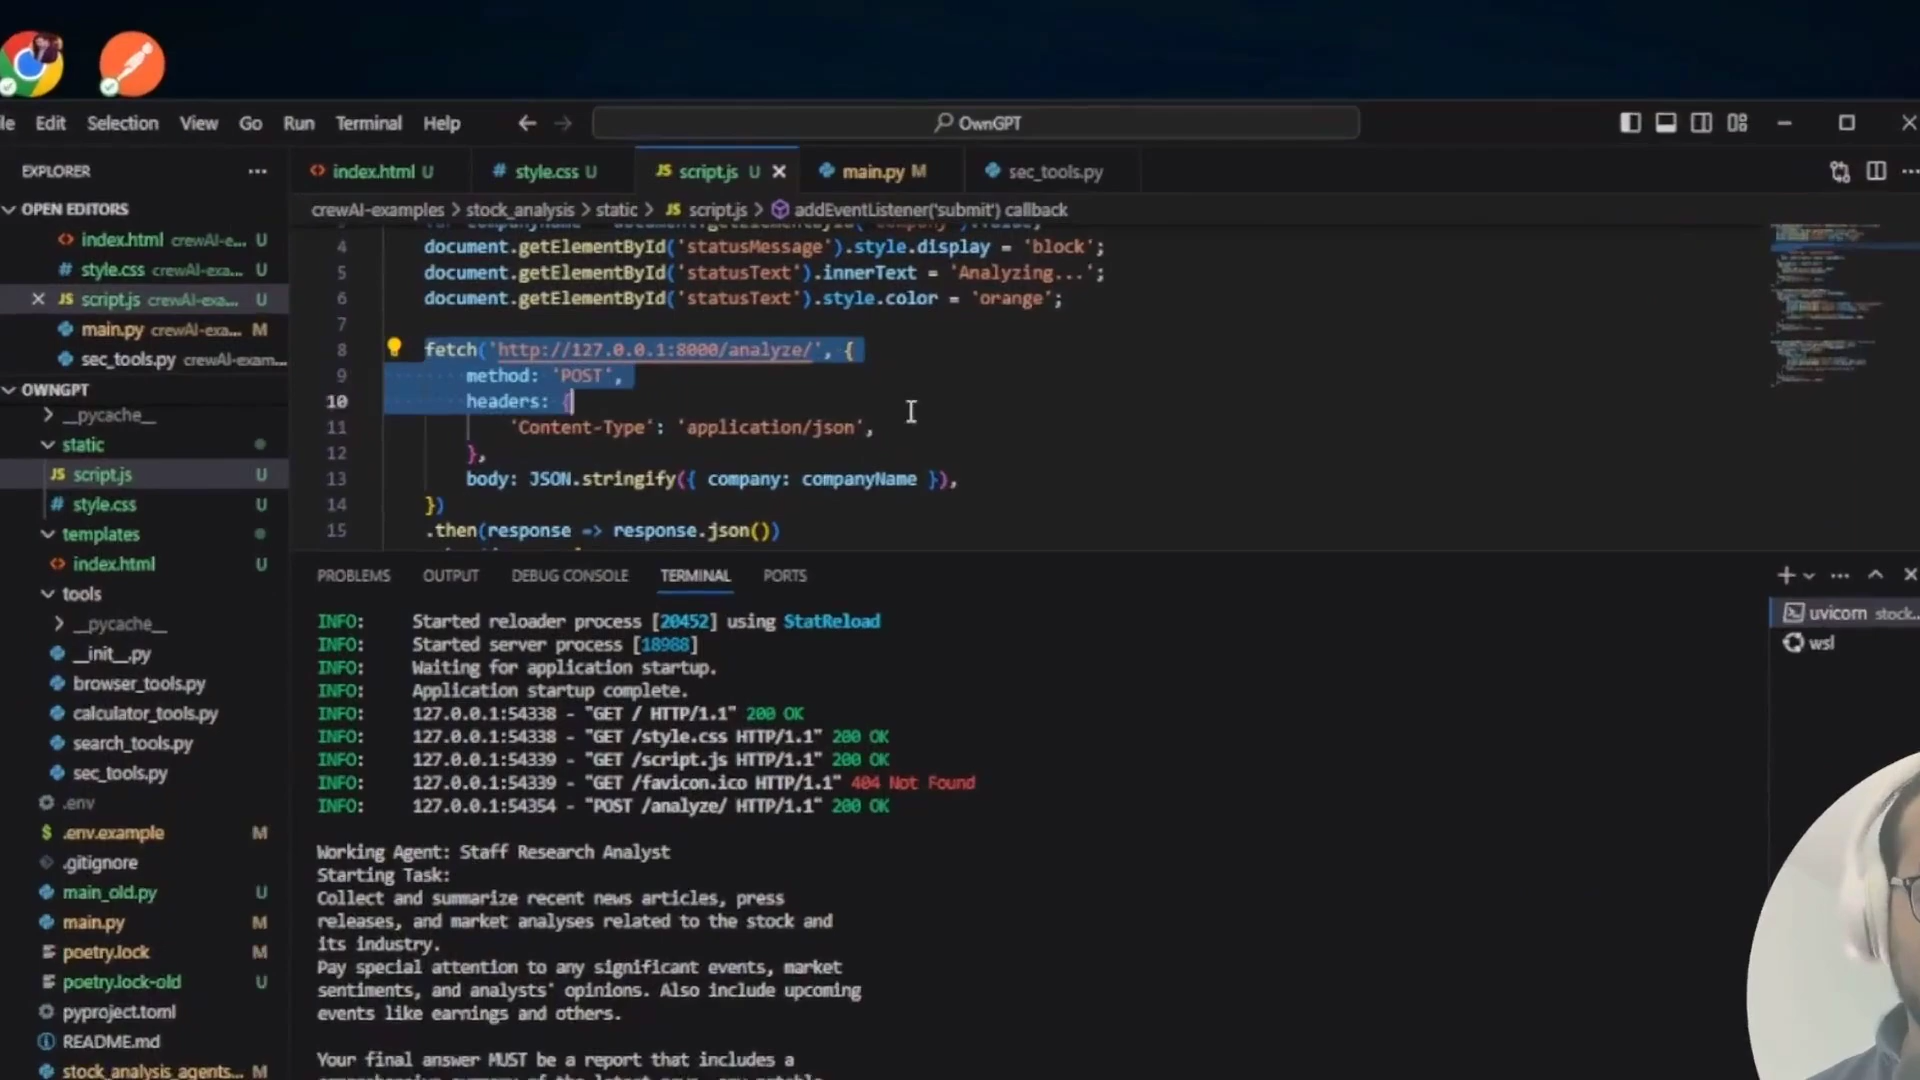 le Edit Selection View Go Run Terminal Help OwnGPT
EXPLORER
index.html U style.css U JS script.js U main.py M sec_tools.py
OPEN EDITORS
crewAI-examples > stock_analysis > static > JS script.js > addEventListener('submit') callback
index.html crewAI-e... U
style.css crewAI-exa... U
JS script.js crewAI-exa... U
main.py crewAI-exa... M
sec_tools.py crewAI-exam...
OWNGPT
__pycache__
static
JS script.js U
style.css U
templates
index.html U
tools
__pycache__
__init__.py
browser_tools.py
calculator_tools.py
search_tools.py
sec_tools.py
.env
.env.example M
.gitignore
main_old.py U
main.py M
poetry.lock M
poetry.lock-old U
pyproject.toml
README.md
stock_analysis_agents... M
4 document.getElementById('statusMessage').style.display = 'block';
5 document.getElementById('statusText').innerText = 'Analyzing...';
6 document.getElementById('statusText').style.color = 'orange';
7
8 fetch('http://127.0.0.1:8000/analyze/', {
9 method: 'POST',
10 headers: {
11 'Content-Type': 'application/json',
12 },
13 body: JSON.stringify({ company: companyName }),
14 })
15 .then(response => response.json())
PROBLEMS OUTPUT DEBUG CONSOLE TERMINAL PORTS
uvicorn stock...
wsl
INFO: Started reloader process [20452] using StatReload
INFO: Started server process [18988]
INFO: Waiting for application startup.
INFO: Application startup complete.
INFO: 127.0.0.1:54338 - "GET / HTTP/1.1" 200 OK
INFO: 127.0.0.1:54338 - "GET /style.css HTTP/1.1" 200 OK
INFO: 127.0.0.1:54339 - "GET /script.js HTTP/1.1" 200 OK
INFO: 127.0.0.1:54339 - "GET /favicon.ico HTTP/1.1" 404 Not Found
INFO: 127.0.0.1:54354 - "POST /analyze/ HTTP/1.1" 200 OK
Working Agent: Staff Research Analyst
Starting Task:
Collect and summarize recent news articles, press
releases, and market analyses related to the stock and
its industry.
Pay special attention to any significant events, market
sentiments, and analysts' opinions. Also include upcoming
events like earnings and others.
Your final answer MUST be a report that includes a